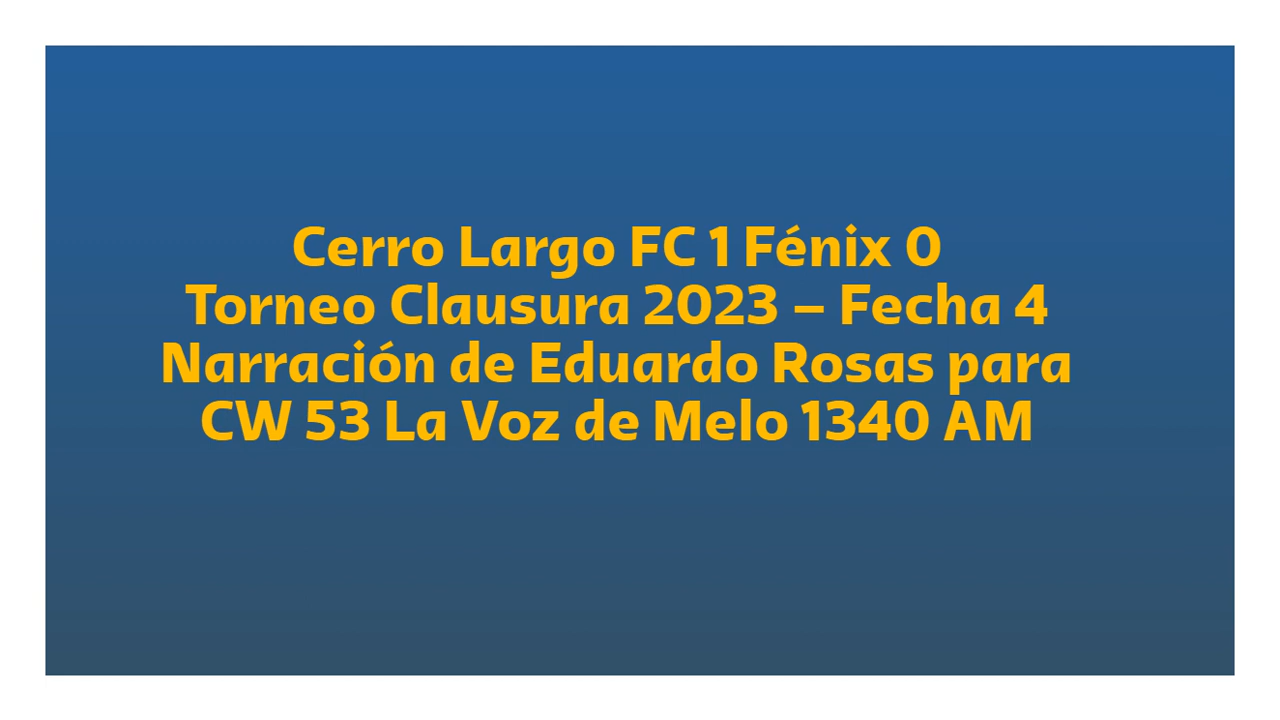 Cerro Largo FC 1 Fénix 0
Torneo Clausura 2023 – Fecha 4
Narración de Eduardo Rosas para
CW 53 La Voz de Melo 1340 AM